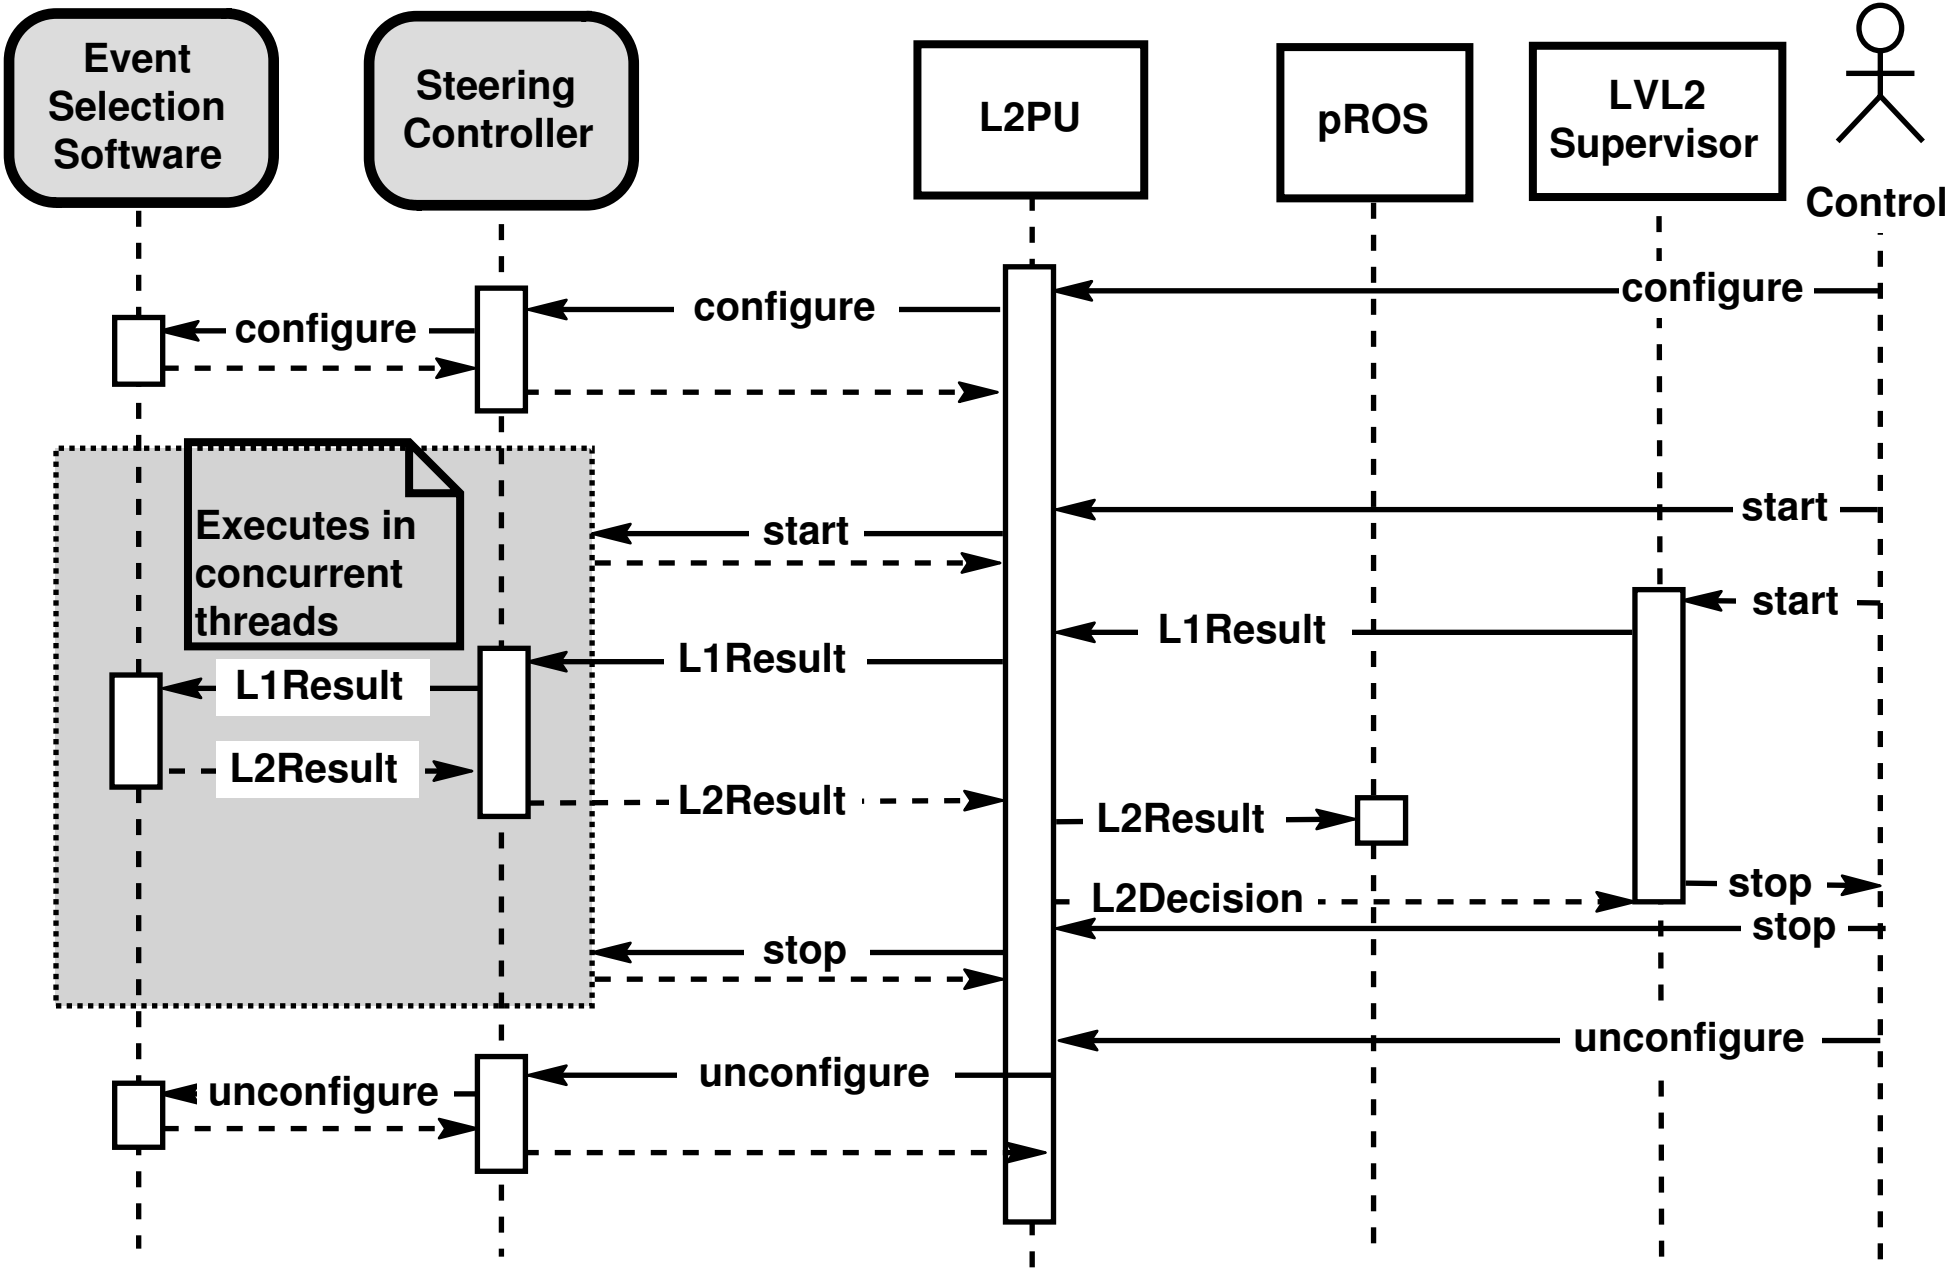 Event
Selection
Software
Steering
Controller
L2PU
pROS
LVL2
Supervisor
Control
configure
configure
configure
Executes in
concurrent
threads
start
start
start
L1Result
L1Result
L1Result
L2Result
L2Result
L2Result
L2Decision
stop
stop
stop
unconfigure
unconfigure
unconfigure